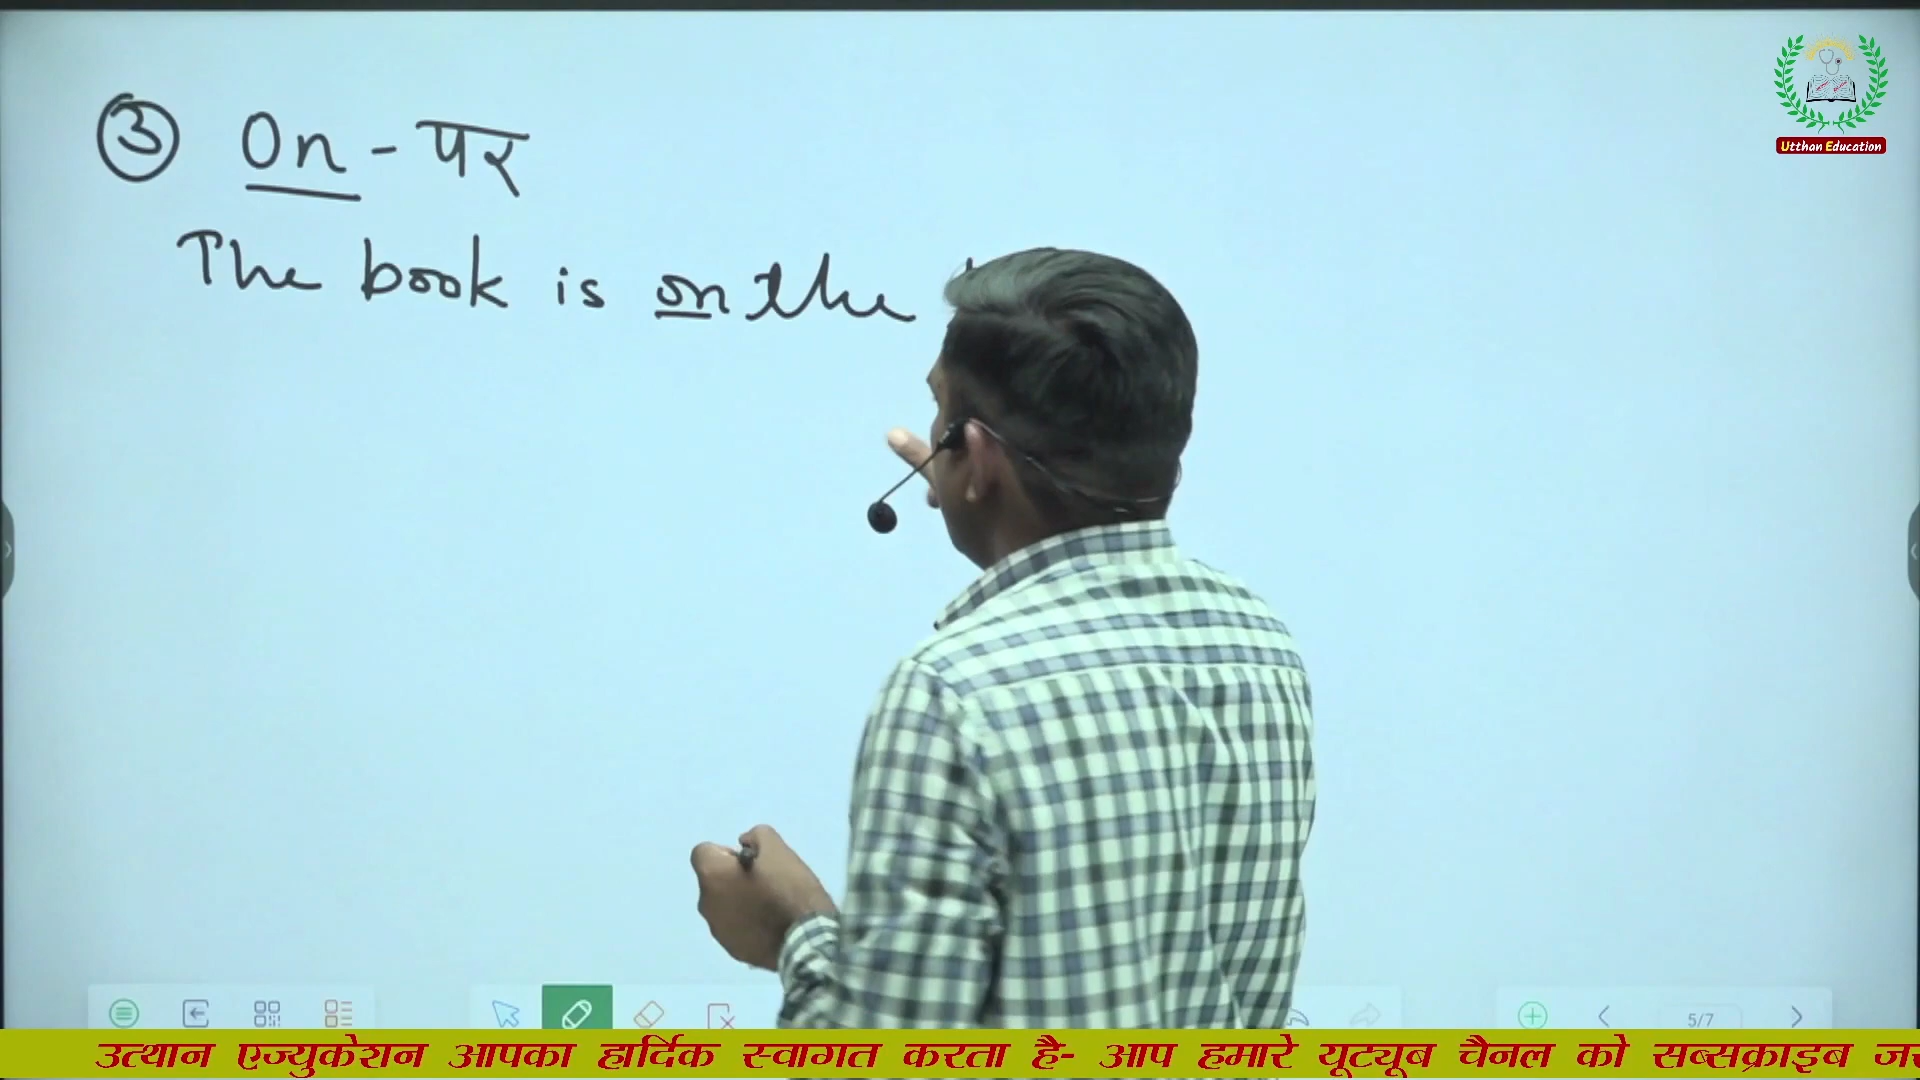 3 On - पर
The book is on the
Utthan Education
5/7
उत्थान एज्युकेशन आपका हार्दिक स्वागत करता है- आप हमारे यूट्यूब चैनल को सब्सक्राइब